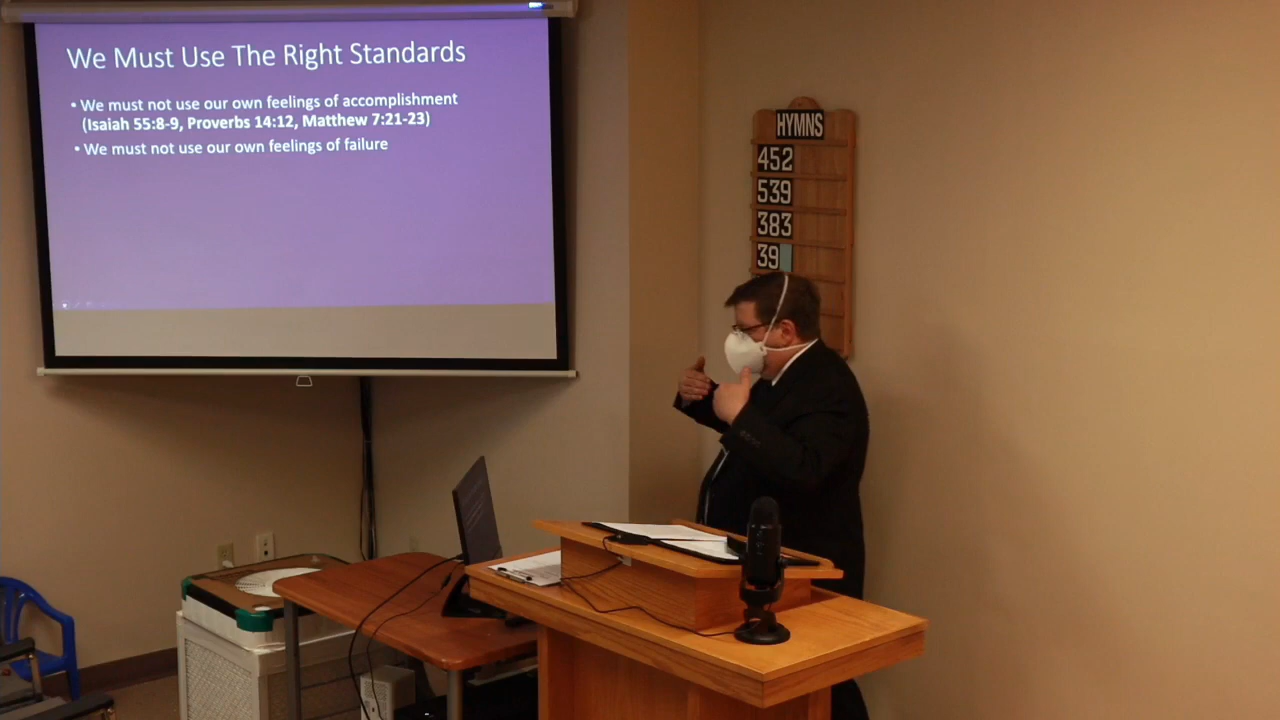 We Must Use The Right Standards
• We must not use our own feelings of accomplishment
(Isaiah 55:8-9, Proverbs 14:12, Matthew 7:21-23)
• We must not use our own feelings of failure
HYMNS
452
539
383
39